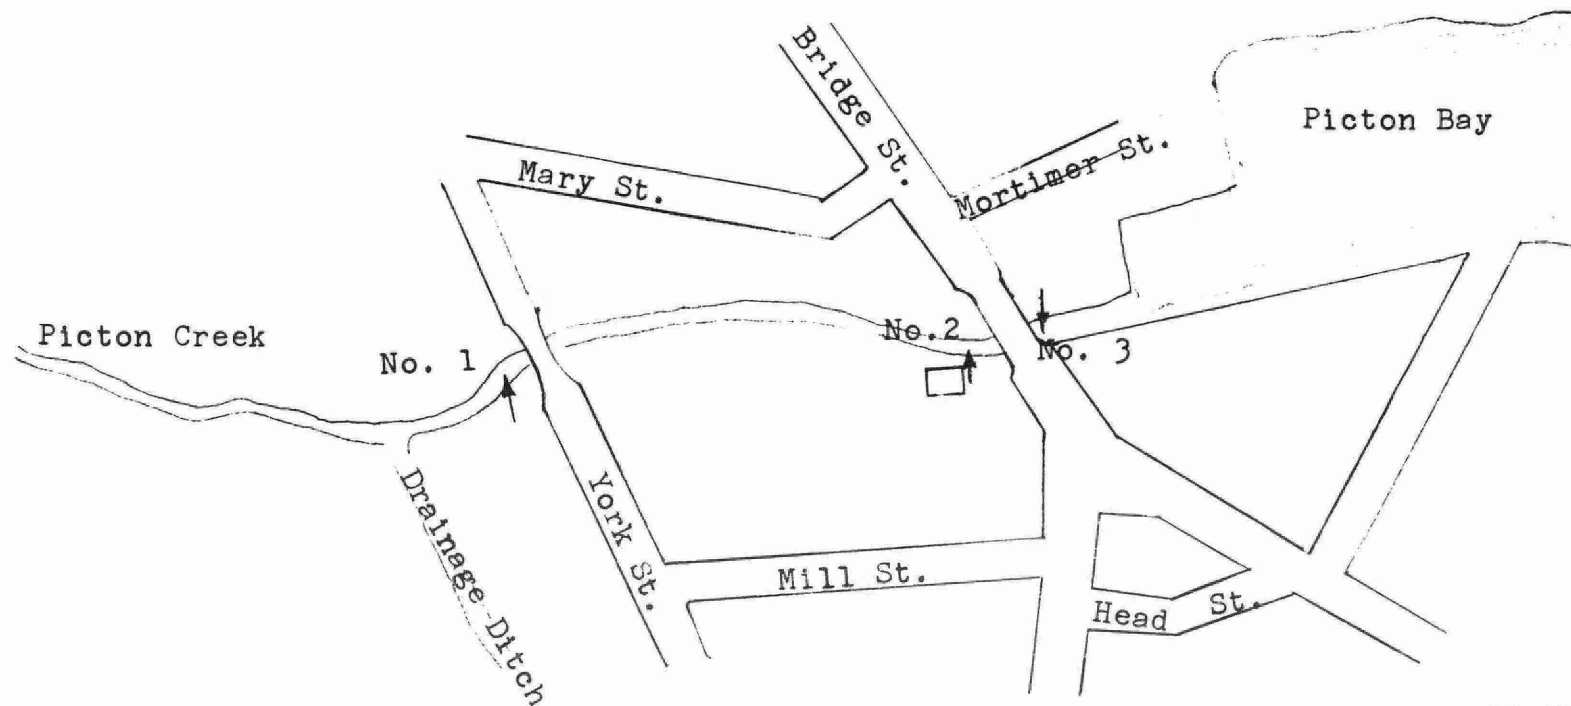 Bridge St.
Picton Bay
Mary St.
Mortimer St.
Picton Creek
No. 1
No.2
No. 3
Drainage Ditch
York St.
Mill St.
Head St.